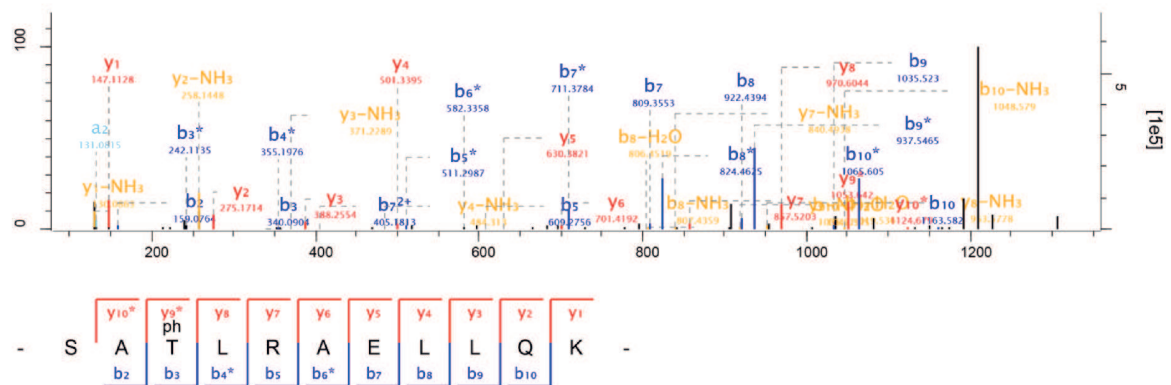 100
0
y1
147.1128
y2-NH3
258.1448
a2
131.0815
b3*
242.1135
b2
159.0764
y2
275.1714
b4*
355.1976
b3
340.0904
y3-NH3
371.2289
y3
388.2554
y4
501.3395
b7 2+
405.1813
b6*
582.3358
b5*
511.2987
y4-NH3
b7*
711.3784
y5
630.3821
b5
609.2756
y6
701.4192
b7
809.3553
b8-H2O
b8-NH3
b8
922.4394
b8*
824.4625
y7
857.5203
y7-NH3
y8
970.6044
b9
1035.523
b9*
937.5465
b10*
1065.605
y9*
y10*
b10
y8-NH3
b10-NH3
1048.579
5
[1e5]
200 400 600 800 1000 1200
y10* y9* y8 y7 y6 y5 y4 y3 y2 y1
ph
- S A T L R A E L L Q K -
b2 b3 b4* b5 b6* b7 b8 b9 b10